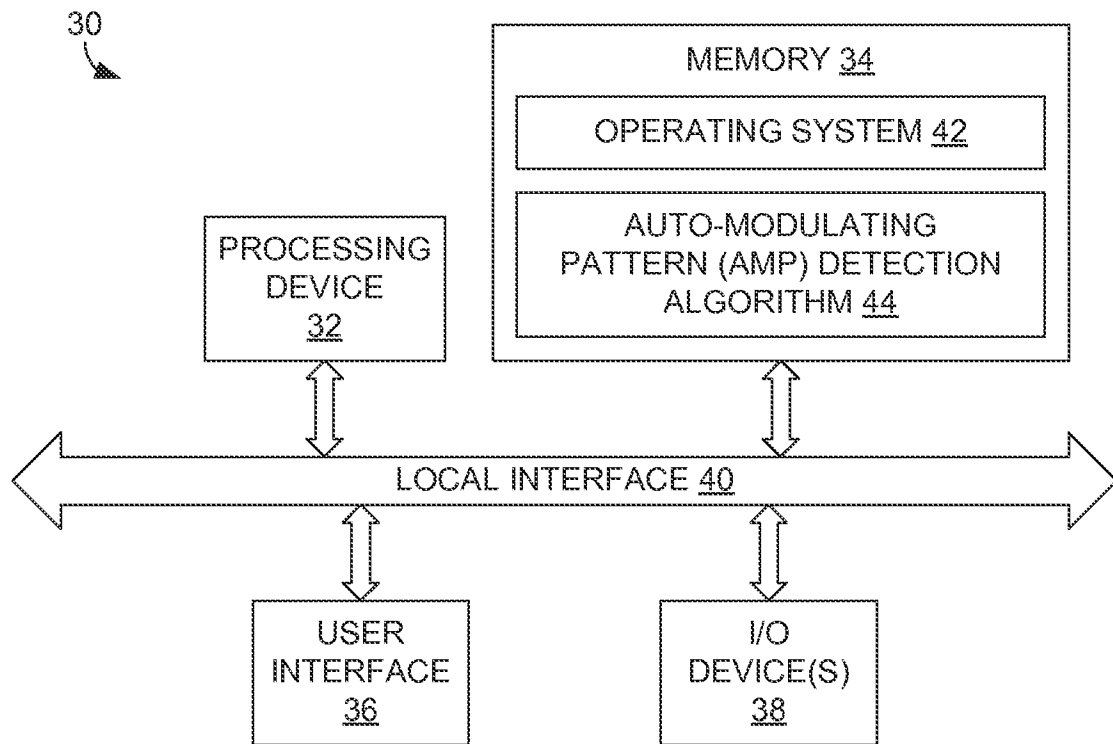 30
MEMORY 34
OPERATING SYSTEM 42
AUTO-MODULATING
PATTERN (AMP) DETECTION
ALGORITHM 44
PROCESSING
DEVICE
32
LOCAL INTERFACE 40
USER
INTERFACE
36
I/O
DEVICE(S)
38